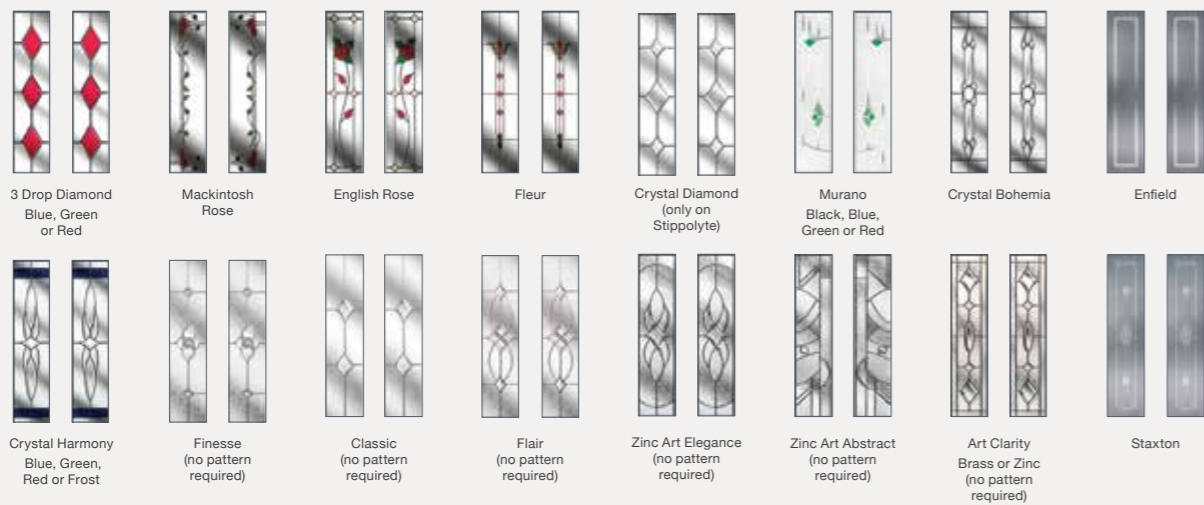 3 Drop Diamond
Blue, Green
or Red
Mackintosh
Rose
English Rose
Fleur
Crystal Diamond
(only on
Stippolyte)
Murano
Black, Blue,
Green or Red
Crystal Bohemia
Enfield
Crystal Harmony
Blue, Green,
Red or Frost
Finesse
(no pattern
required)
Classic
(no pattern
required)
Flair
(no pattern
required)
Zinc Art Elegance
(no pattern
required)
Zinc Art Abstract
(no pattern
required)
Art Clarity
Brass or Zinc
(no pattern
required)
Staxton